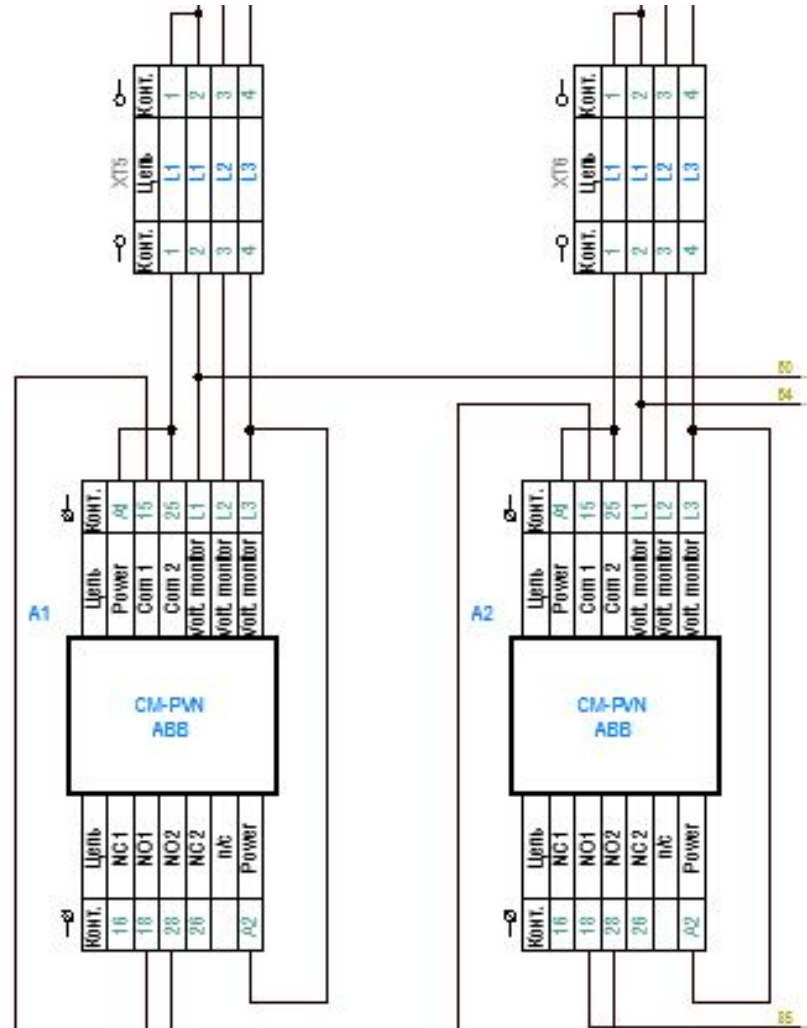 Конт. 1 2 3 4
XT5 Цепь L1 L1 L2 L3
Конт. 1 2 3 4
Конт. 1 2 3 4
XT6 Цепь L1 L1 L2 L3
Конт. 1 2 3 4
60
64
Конт. A1 15 25 L1 L2 L3
Цепь Power Com 1 Com 2 Volt. monitor Volt. monitor Volt. monitor
A1
CM-PVN
ABB
Цепь NC1 NO1 NO2 NC2 n/c Power
Конт. 16 18 28 26 A2
Конт. A1 15 25 L1 L2 L3
Цепь Power Com 1 Com 2 Volt. monitor Volt. monitor Volt. monitor
A2
CM-PVN
ABB
Цепь NC1 NO1 NO2 NC2 n/c Power
Конт. 16 18 28 26 A2